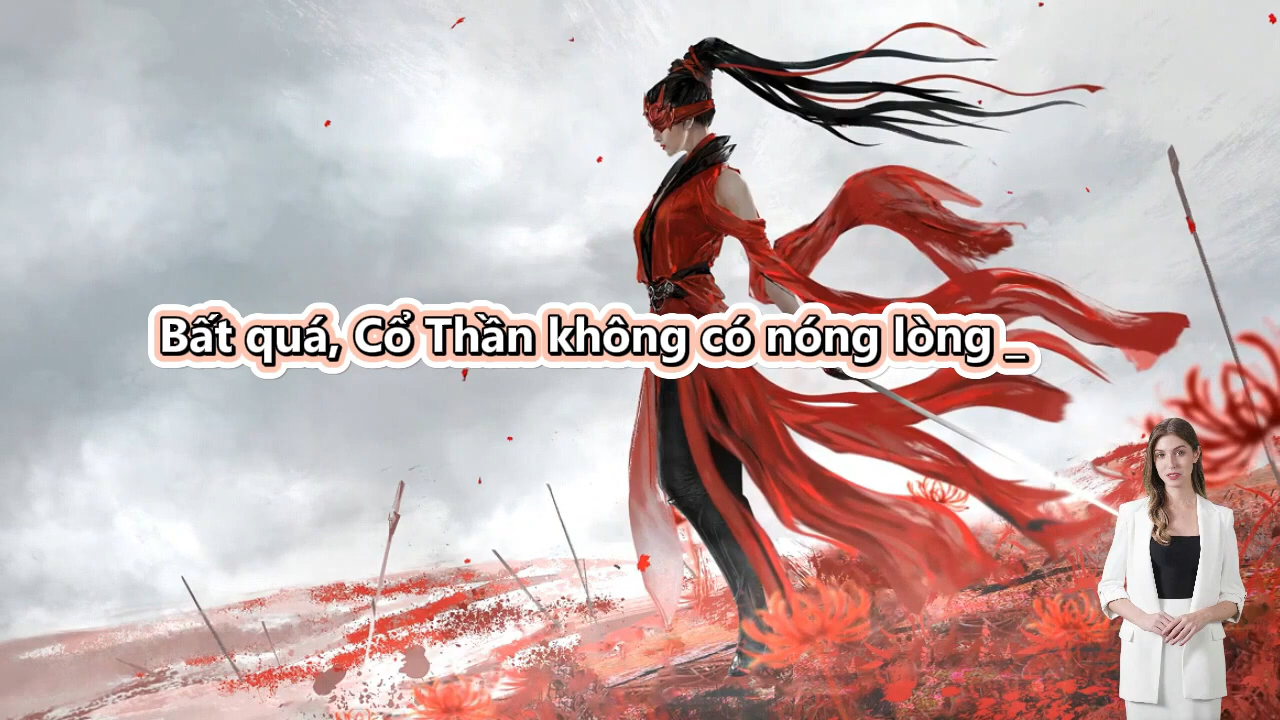 Bất quá, Cổ Thần không có nóng lòng _